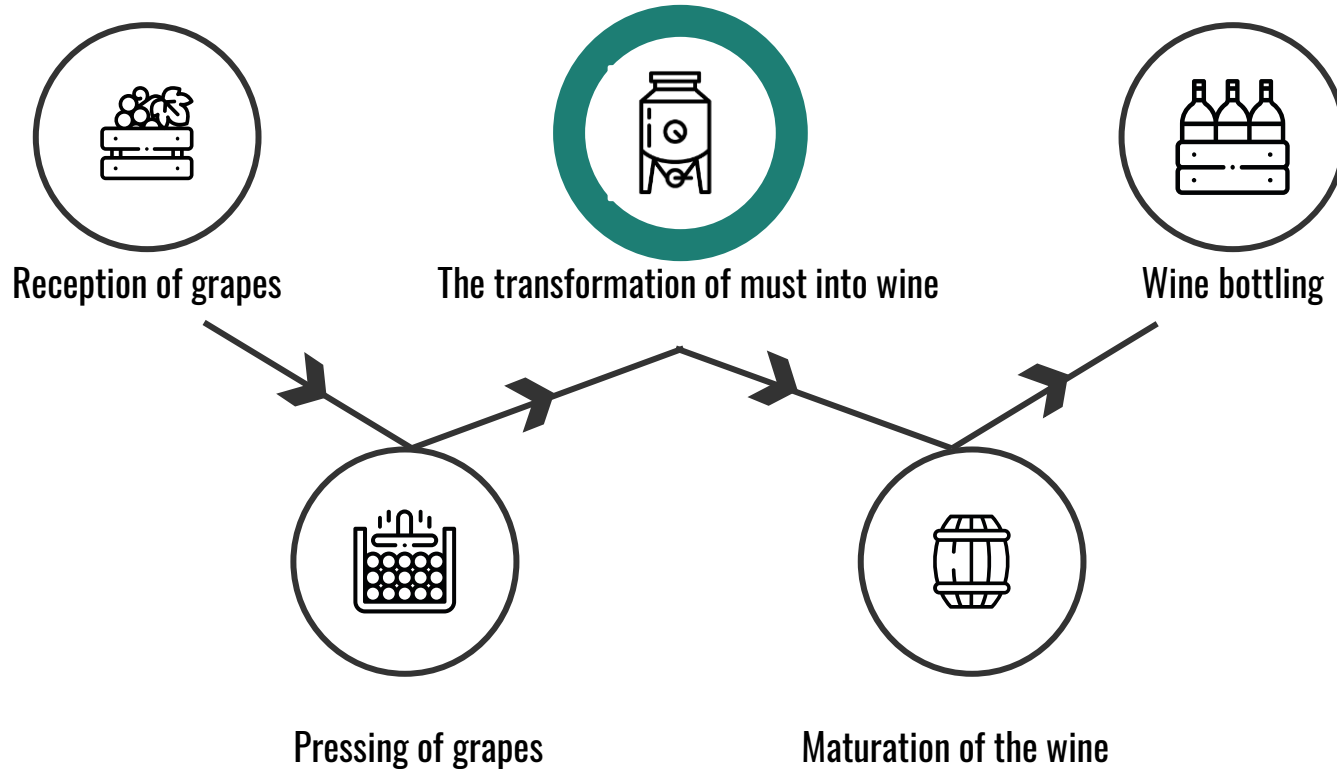 Reception of grapes
The transformation of must into wine
Wine bottling
Pressing of grapes
Maturation of the wine